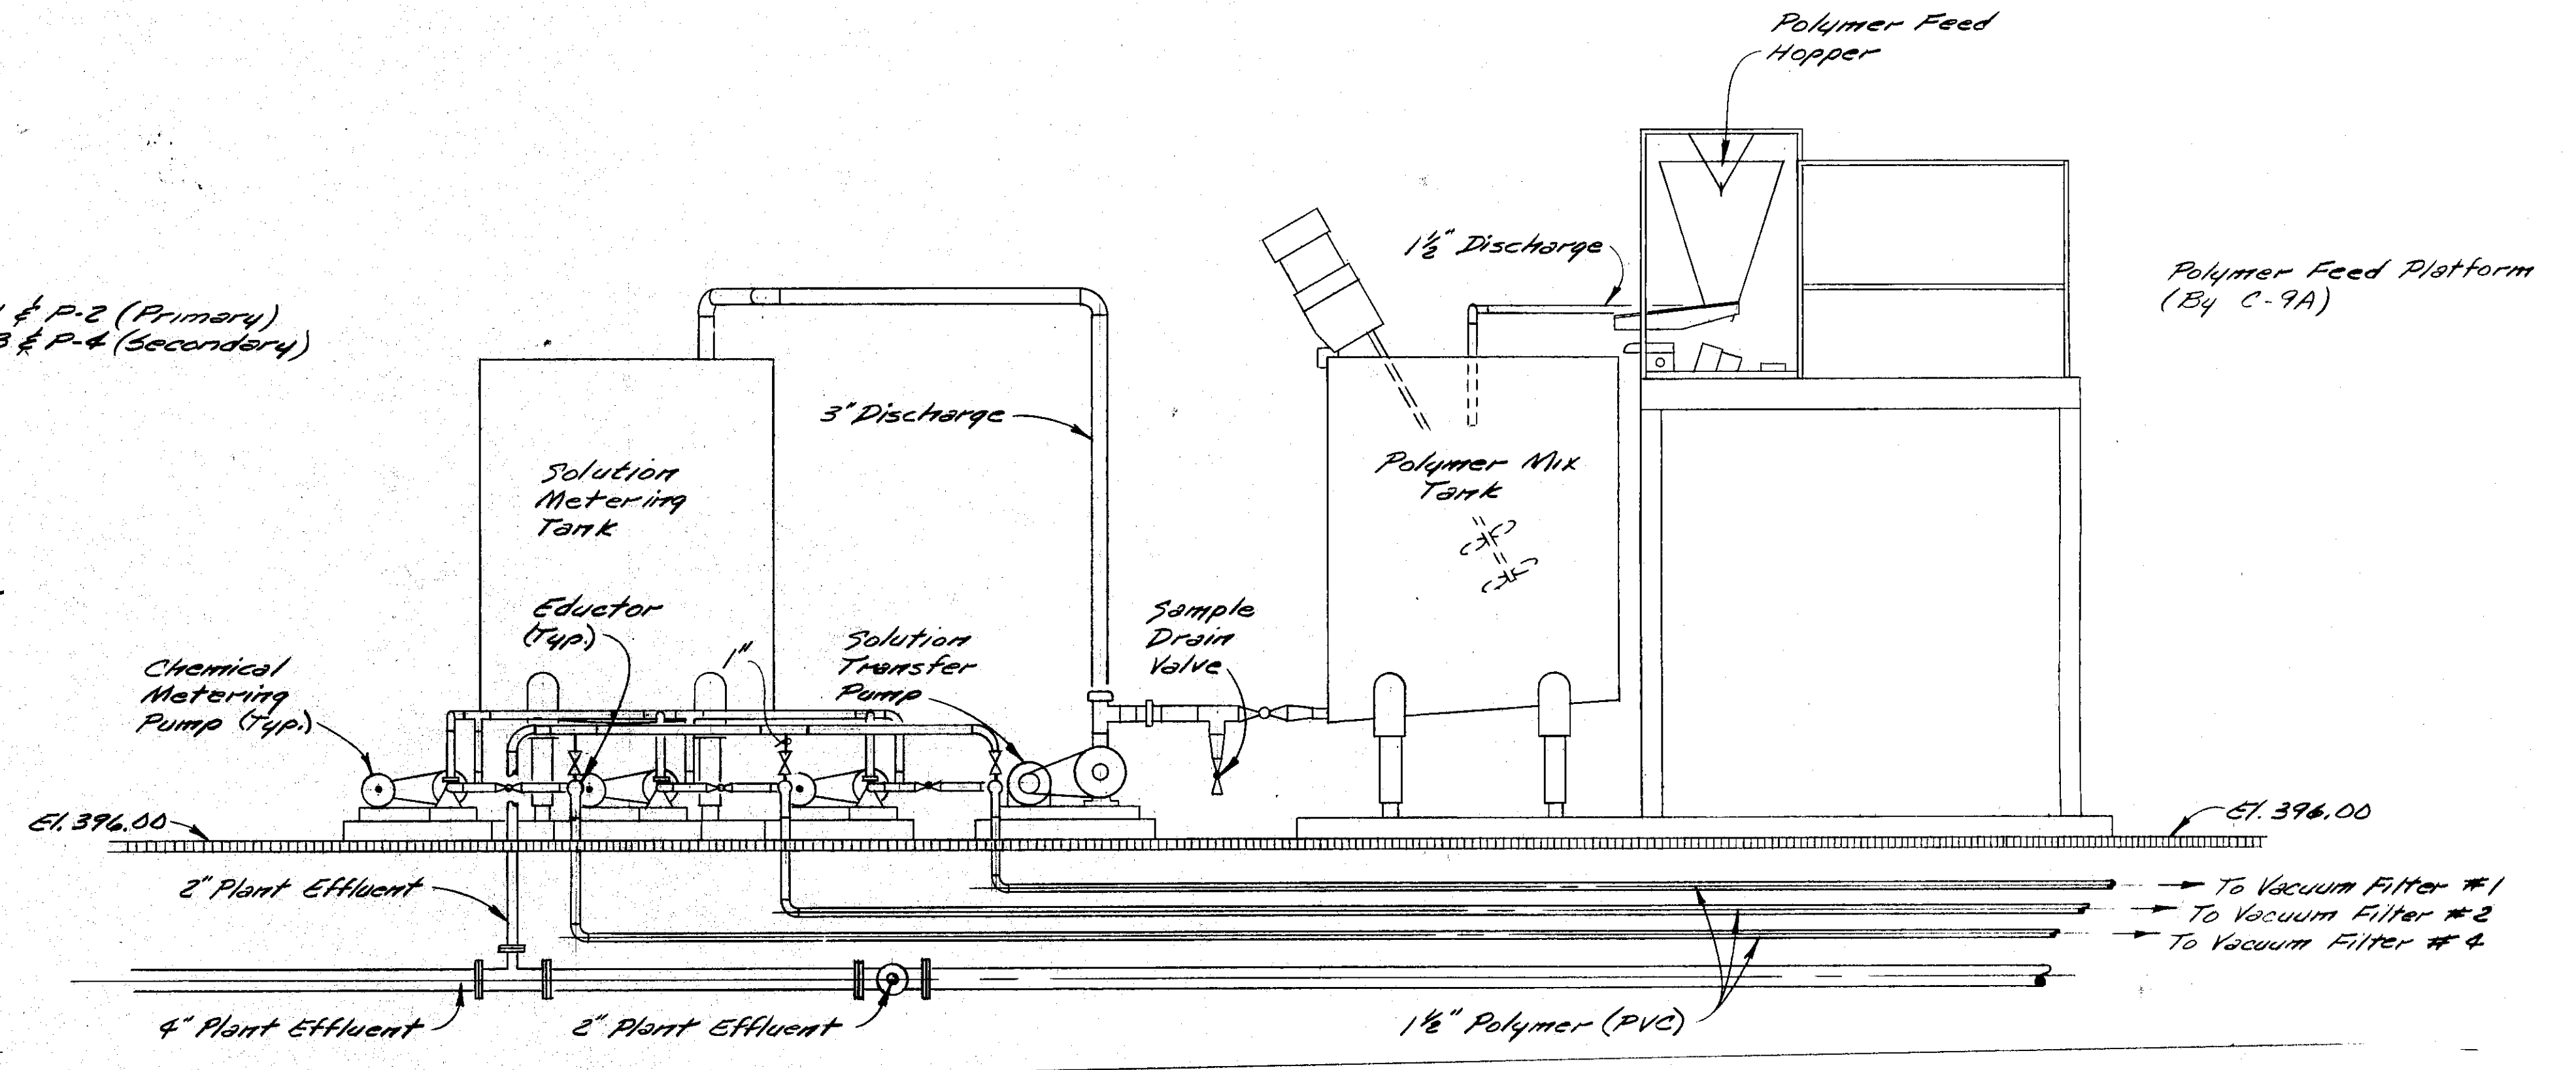 Polymer Feed
Hopper
1½" Discharge
Polymer Feed Platform
(By C-9A)
& P-2 (Primary)
& P-4 (Secondary)
3" Discharge
Solution
Metering
Tank
Polymer Mix
Tank
Eductor
(Typ.)
1"
Solution
Transfer
Pump
Sample
Drain
Valve
Chemical
Metering
Pump (Typ.)
El. 396.00
El. 396.00
2" Plant Effluent
To Vacuum Filter #1
To Vacuum Filter #2
To Vacuum Filter #4
4" Plant Effluent
2" Plant Effluent
1½" Polymer (PVC)